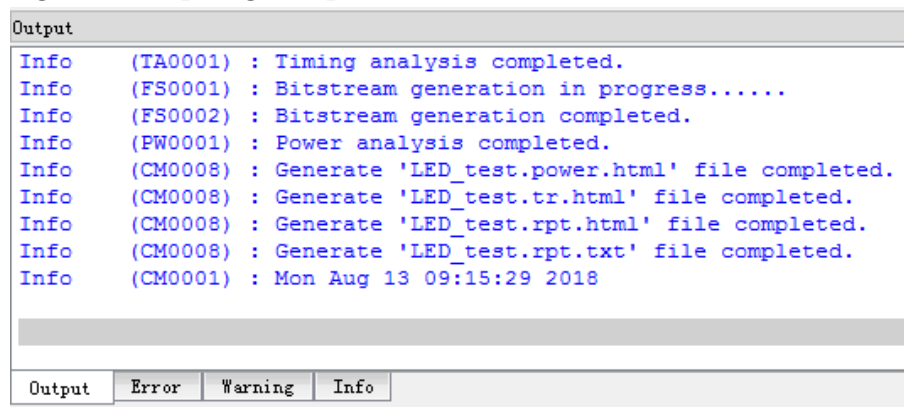 Output
Info (TA0001) : Timing analysis completed.
Info (FS0001) : Bitstream generation in progress......
Info (FS0002) : Bitstream generation completed.
Info (PW0001) : Power analysis completed.
Info (CM0008) : Generate 'LED_test.power.html' file completed.
Info (CM0008) : Generate 'LED_test.tr.html' file completed.
Info (CM0008) : Generate 'LED_test.rpt.html' file completed.
Info (CM0008) : Generate 'LED_test.rpt.txt' file completed.
Info (CM0001) : Mon Aug 13 09:15:29 2018
Output Error Warning Info